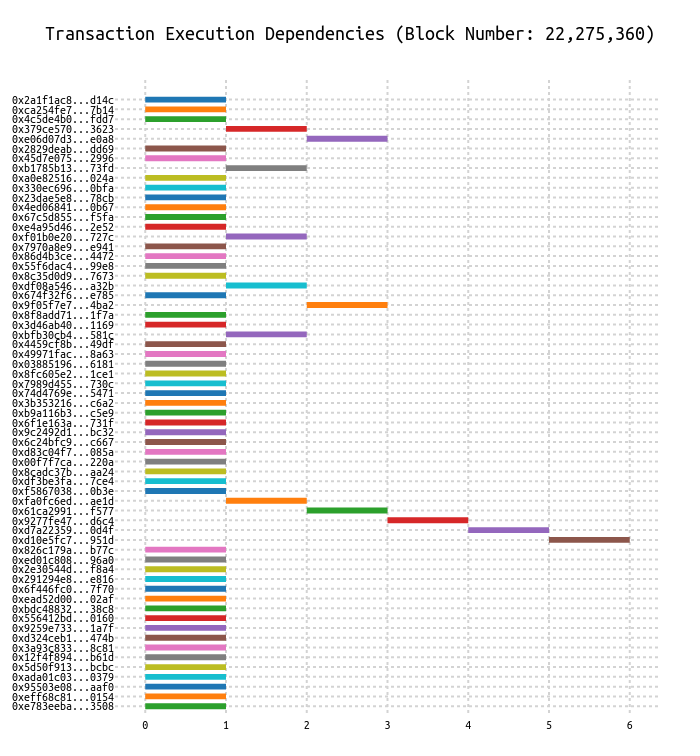 Transaction Execution Dependencies (Block Number: 22,275,360)
0x2a1f1ac8...d14c
0xca254fe7...7b14
0x4c5de4b0...fdd7
0x379ce570...3623
0xe06d07d3...e0a8
0x2829deab...dd69
0x45d7e075...2996
0xb1785b13...73fd
0xa0e82516...024a
0x330ec696...0bfa
0x23dae5e8...78cb
0x4ed06841...0b67
0x67c5d855...f5fa
0xe4a95d46...2e52
0xf01b0e20...727c
0x7970a8e9...e941
0x86d4b3ce...4472
0x55f6dac4...99e8
0x8c35d0d9...7673
0xdf08a546...a32b
0x674f32f6...e785
0x9f05f7e7...4ba2
0x8f8add71...1f7a
0x3d46ab40...1169
0xbfb30cb4...581c
0x4459cf8b...49df
0x49971fac...8a63
0x03885196...6181
0x8fc605e2...1ce1
0x7989d455...730c
0x74d4769e...5471
0x3b353216...c6a2
0xb9a116b3...c5e9
0x6f1e163a...731f
0x9c2492d1...bc32
0x6c24bfc9...c667
0xd83c04f7...085a
0x00f7f7ca...220a
0x8cadc37b...aa24
0xdf3be3fa...7ce4
0xf5867038...0b3e
0xfa0fc6ed...ae1d
0x61ca2991...f577
0x9277fe47...d6c4
0xd7a22359...0d4f
0xd10e5fc7...951d
0x826c179a...b77c
0xed01c808...96a0
0x2e30544d...f8a4
0x291294e8...e816
0x6f446fc0...7f70
0xead52d00...02af
0xbdc48832...38c8
0x556412bd...0160
0x9259e733...1a7f
0xd324ceb1...474b
0x3a93c833...8c81
0x12f4f894...b61d
0x5d50f913...bcbc
0xada01c03...0379
0x95503e08...aaf0
0xeff68c81...0154
0xe783eeba...3508
0 1 2 3 4 5 6